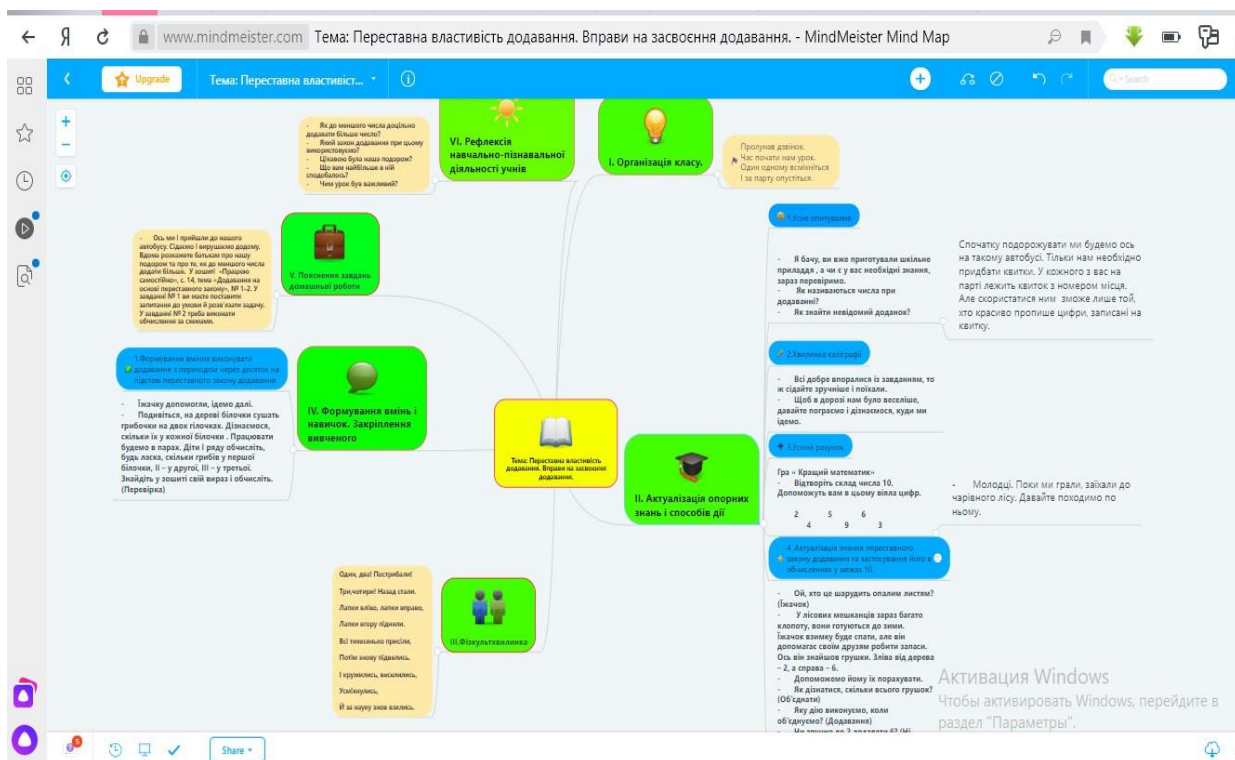 www.mindmeister.com Тема: Переставна властивість додавання. Вправи на засвоєння додавання. - MindMeister Mind Map
Upgrade
Тема: Переставна властивіст...
Search
VI. Рефлексія
навчально-пізнавальної
діяльності учнів
- Як до меншого числа доцільно
додавати більше число?
- Який закон додавання при цьому
використовуємо?
- Цікавою була наша подорож?
- Що вам найбільше в ній
сподобалось?
- Чим урок був важливий?
I. Організація класу.
Пролунав дзвінок.
Час почати нам урок.
Один одному всміхніться
І за парту опустіться.
V. Пояснення завдань
домашньої роботи
- Ось ми і прийшли до нашого
автобусу. Сідаємо і вирушаємо додому.
Вдома розкажете батькам про нашу
подорож та про те, як до меншого числа
додати більше. У зошиті «Працюю
самостійно», с. 14, тема «Додавання на
основі переставного закону», № 1–2. У
завданні № 1 ви маєте поставити
запитання до умови й розв'язати задачу.
У завданні № 2 треба виконати
обчислення за схемами.
IV. Формування вмінь і
навичок. Закріплення
вивченого
1.Формування вміння виконувати
додавання з переходом через десяток на
підставі переставного закону додавання.
- Їжачку допомогли, ідемо далі.
- Подивіться, на дереві білочки сушать
грибочки на двох гілочках. Дізнаємося,
скільки їх у кожної білочки . Працювати
будемо в парах. Діти І ряду обчисліть,
будь ласка, скільки грибів у першої
білочки, ІІ – у другої, ІІІ – у третьої.
Знайдіть у зошиті свій вираз і обчисліть.
(Перевірка)
Тема: Переставна властивість
додавання. Вправи на засвоєння
додавання.
II. Актуалізація опорних
знань і способів дії
1.Усне опитування
- Я бачу, ви вже приготували шкільне
приладдя , а чи є у вас необхідні знання,
зараз перевіримо.
- Як називаються числа при
додаванні?
- Як знайти невідомий доданок?
Спочатку подорожувати ми будемо ось
на такому автобусі. Тільки нам необхідно
придбати квитки. У кожного з вас на
парті лежить квиток з номером місця.
Але скористатися ним зможе лише той,
хто красиво пропише цифри, записані на
квитку.
2.Хвилинка каліграфії
- Всі добре впоралися із завданням, то
ж сідайте зручніше і поїхали.
- Щоб в дорозі нам було веселіше,
давайте пограємо і дізнаємося, куди ми
їдемо.
3.Усний рахунок
Гра « Кращий математик»
- Відтворіть склад числа 10.
Допоможуть вам в цьому віяла цифр.
2 5 6
4 9 3
- Молодці. Поки ми грали, заїхали до
чарівного лісу. Давайте походимо по
ньому.
4. Актуалізація знання переставного
закону додавання та застосування його в
обчисленнях у межах 10.
- Ой, хто це шарудить опалим листям?
(Їжачок)
- У лісових мешканців зараз багато
клопоту, вони готуються до зими.
Їжачок взимку буде спати, але він
допомагає своїм друзям робити запаси.
Ось він знайшов грушки. Зліва від дерева
– 2, а справа – 6.
- Допоможемо йому їх порахувати.
- Як дізнатися, скільки всього грушок?
(Об'єднати)
- Яку дію виконуємо, коли
об'єднуємо? (Додавання)
III.Фізкультхвилинка
Один, два! Пострибали!
Три,чотири! Назад стали.
Лапки вліво, лапки вправо,
Лапки вгору підняли.
Всі тихесенько присіли,
Потім знову підвелись.
І кружились, веселились,
Усміхнулись,
Й за науку знов взялись.
Активация Windows
Чтобы активировать Windows, перейдите в
раздел "Параметры".
5
Share